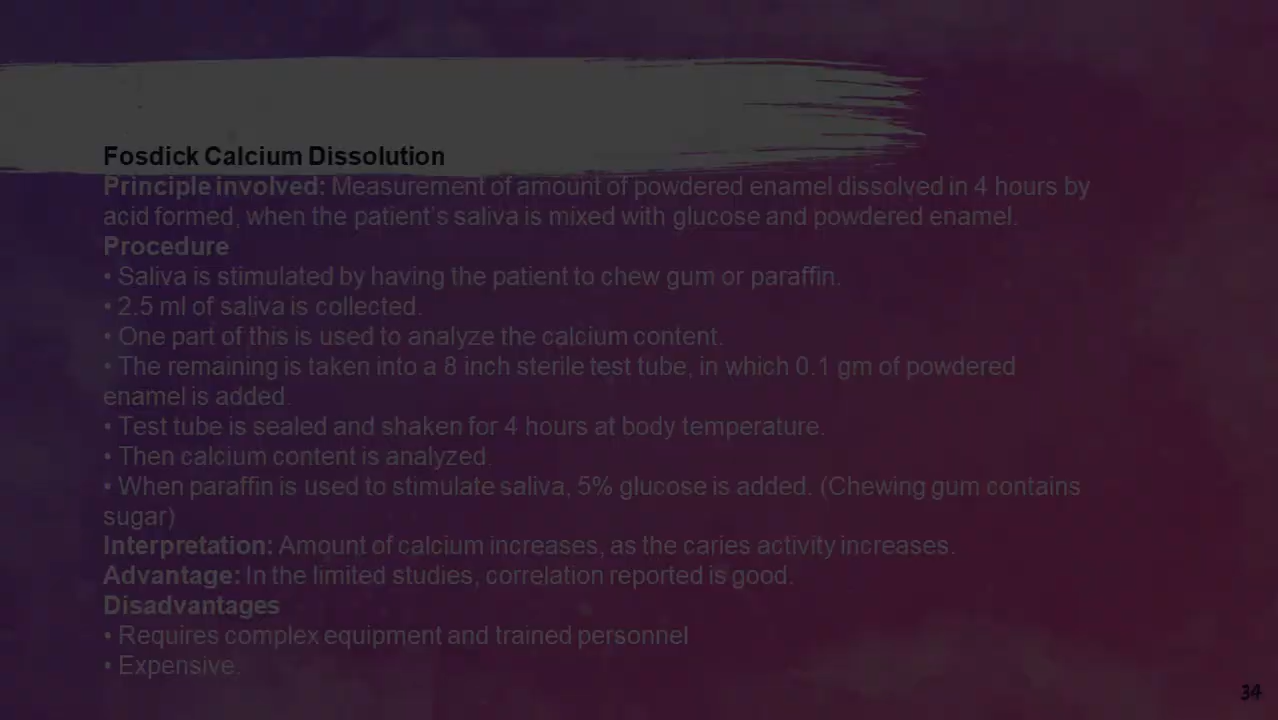 Fosdick Calcium Dissolution
Principle involved: Measurement of amount of powdered enamel dissolved in 4 hours by
acid formed, when the patient's saliva is mixed with glucose and powdered enamel.
Procedure
• Saliva is stimulated by having the patient to chew gum or paraffin.
• 2.5 ml of saliva is collected.
• One part of this is used to analyze the calcium content.
• The remaining is taken into a 8 inch sterile test tube, in which 0.1 gm of powdered
enamel is added.
• Test tube is sealed and shaken for 4 hours at body temperature.
• Then calcium content is analyzed.
• When paraffin is used to stimulate saliva, 5% glucose is added. (Chewing gum contains
sugar)
Interpretation: Amount of calcium increases, as the caries activity increases.
Advantage: In the limited studies, correlation reported is good.
Disadvantages
• Requires complex equipment and trained personnel
• Expensive.
34